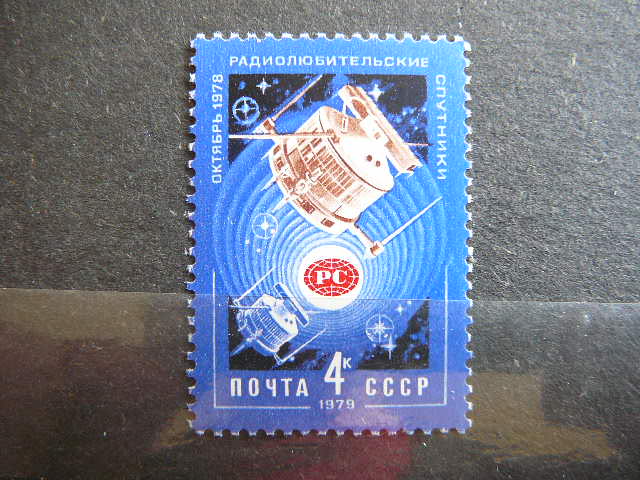 ОКТЯБРЬ 1978
РАДИОЛЮБИТЕЛЬСКИЕ
СПУТНИКИ
РС
ПОЧТА 4к СССР
1979